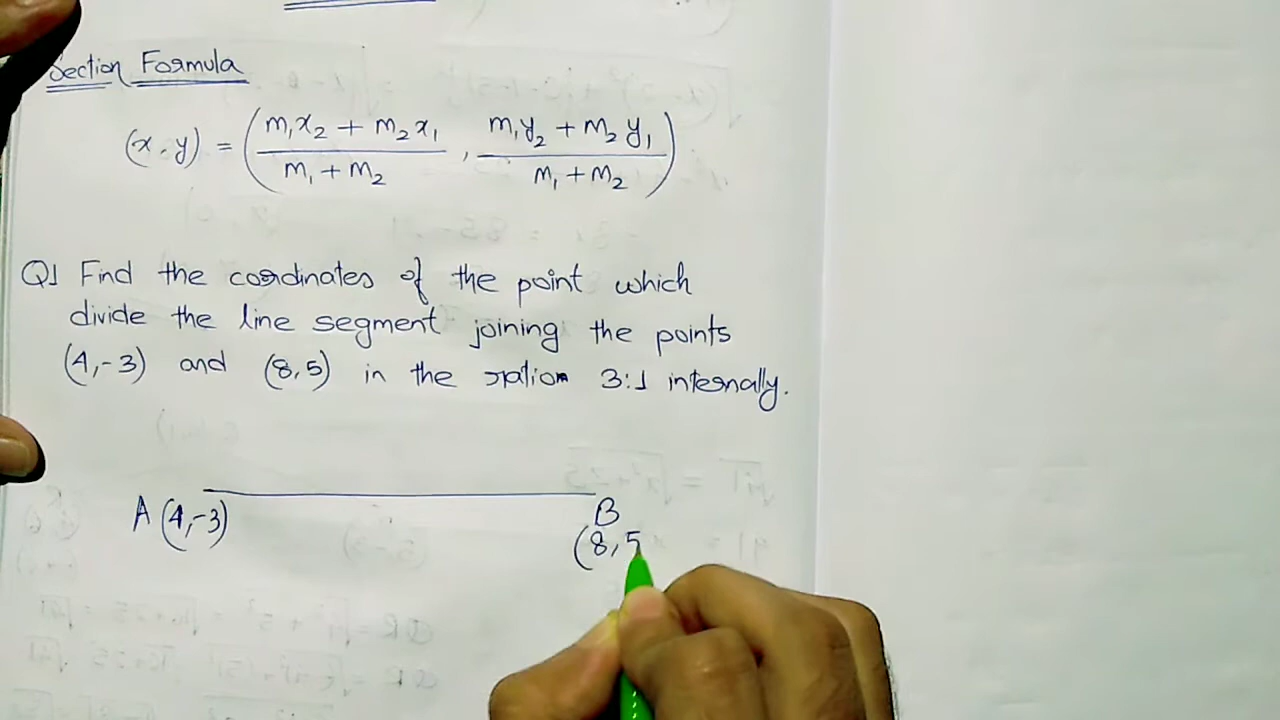 Section Formula
(x, y) = ( m₁x₂ + m₂x₁ / m₁ + m₂ , m₁y₂ + m₂y₁ / m₁ + m₂ )
Q1 Find the cordinates of the point which
divide the line segment joining the points
(4,-3) and (8,5) in the ration 3:1 internally.
A (4,-3)
B
(8,5